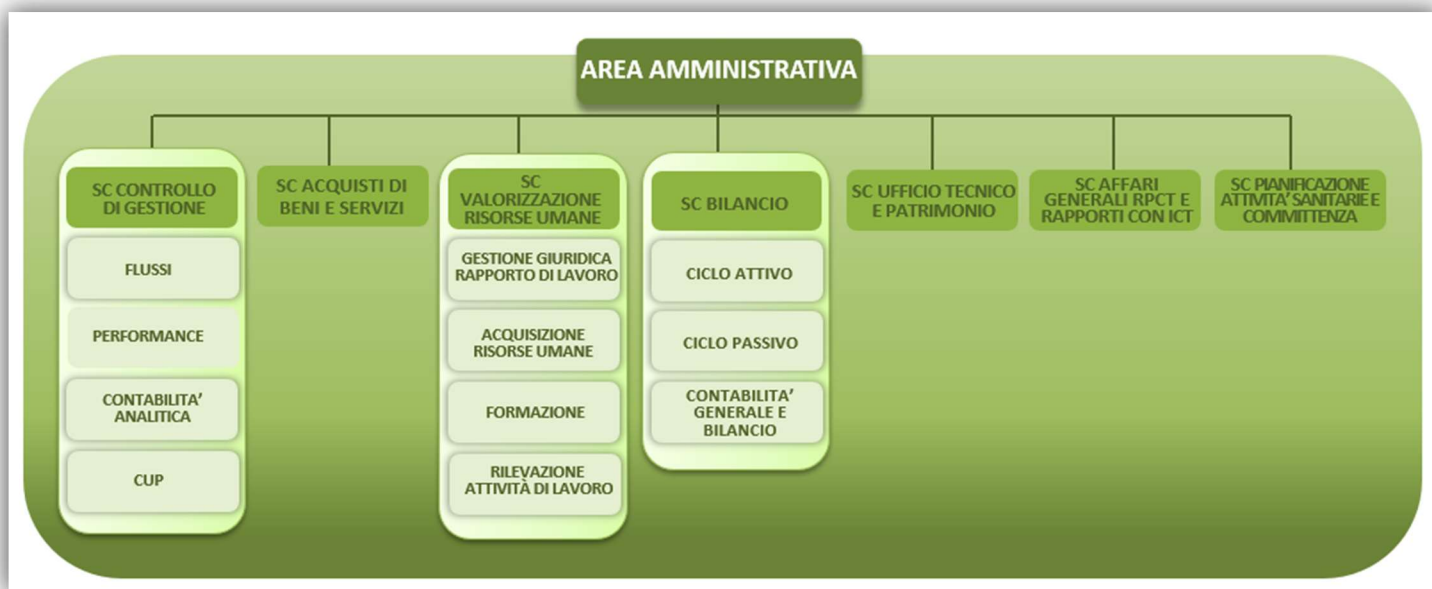 AREA AMMINISTRATIVA
SC CONTROLLO
DI GESTIONE
FLUSSI
PERFORMANCE
CONTABILITA’
ANALITICA
CUP
SC ACQUISTI DI
BENI E SERVIZI
SC
VALORIZZAZIONE
RISORSE UMANE
GESTIONE GIURIDICA
RAPPORTO DI LAVORO
ACQUISIZIONE
RISORSE UMANE
FORMAZIONE
RILEVAZIONE
ATTIVITÀ DI LAVORO
SC BILANCIO
CICLO ATTIVO
CICLO PASSIVO
CONTABILITA’
GENERALE E
BILANCIO
SC UFFICIO TECNICO
E PATRIMONIO
SC AFFARI
GENERALI RPCT E
RAPPORTI CON ICT
SC PIANIFICAZIONE
ATTIVITA’ SANITARIE E
COMMITTENZA